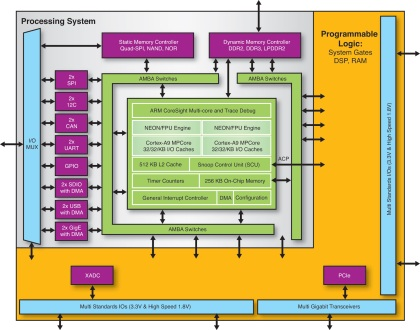 Processing System
Static Memory Controller
Quad-SPI, NAND, NOR
Dynamic Memory Controller
DDR2, DDR3, LPDDR2
Programmable
Logic:
System Gates
DSP, RAM
AMBA Switches
AMBA Switches
I/O
MUX
2x
SPI
2x
I2C
2x
CAN
2x
UART
GPIO
2x SDIO
with DMA
2x USB
with DMA
2x GigE
with DMA
ARM CoreSight Multi-core and Trace Debug
NEON/FPU Engine
NEON/FPU Engine
Cortex-A9 MPCore
32/32/KB I/D Caches
Cortex-A9 MPCore
32/32/KB I/D Caches
512 KB L2 Cache
Snoop Control Unit (SCU)
Timer Counters
256 KB On-Chip Memory
General Interrupt Controller
DMA
Configuration
ACP
AMBA Switches
Multi Standards IOs (3.3V & High Speed 1.8V)
XADC
PCIe
Multi Standards IOs (3.3V & High Speed 1.8V)
Multi Gigabit Transceivers